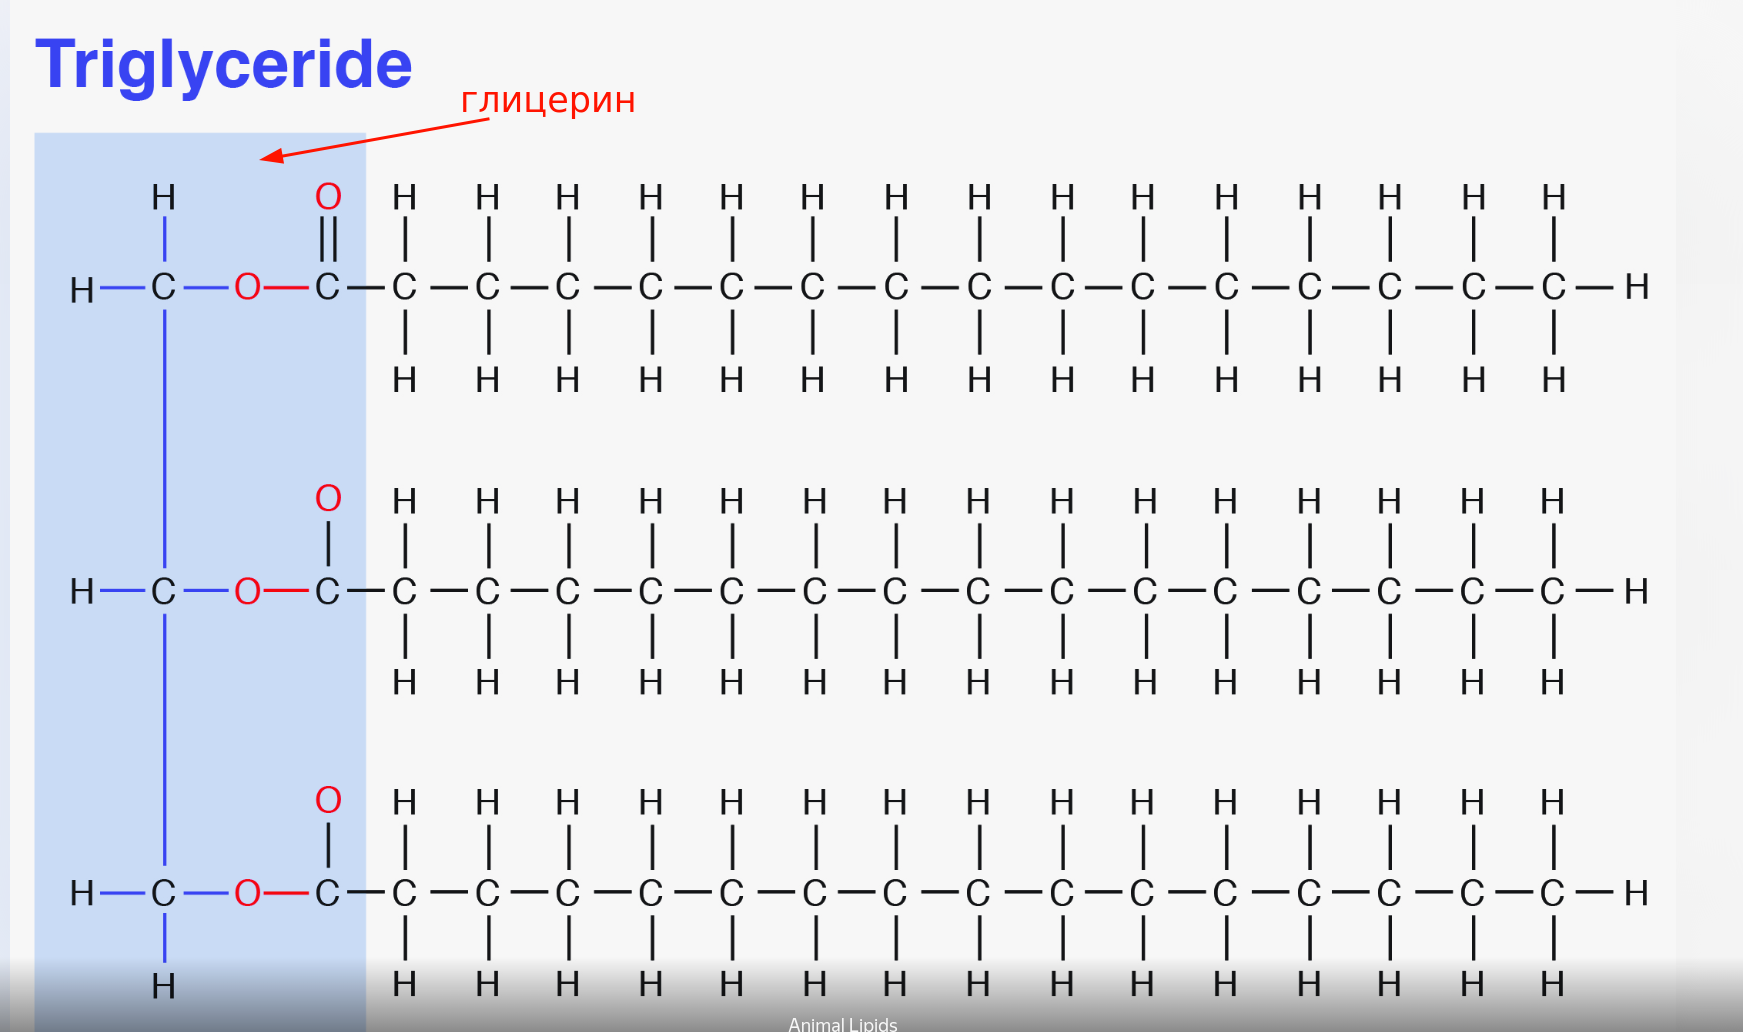 Triglyceride
глицерин
H O H H H H H H H H H H H H H H H
H C O C C C C C C C C C C C C C C C C H
H H H H H H H H H H H H H H H
O H H H H H H H H H H H H H H H
H C O C C C C C C C C C C C C C C C C H
H H H H H H H H H H H H H H H
O H H H H H H H H H H H H H H H
H C O C C C C C C C C C C C C C C C C H
H H H H H H H H H H H H H H H H
Animal Lipids